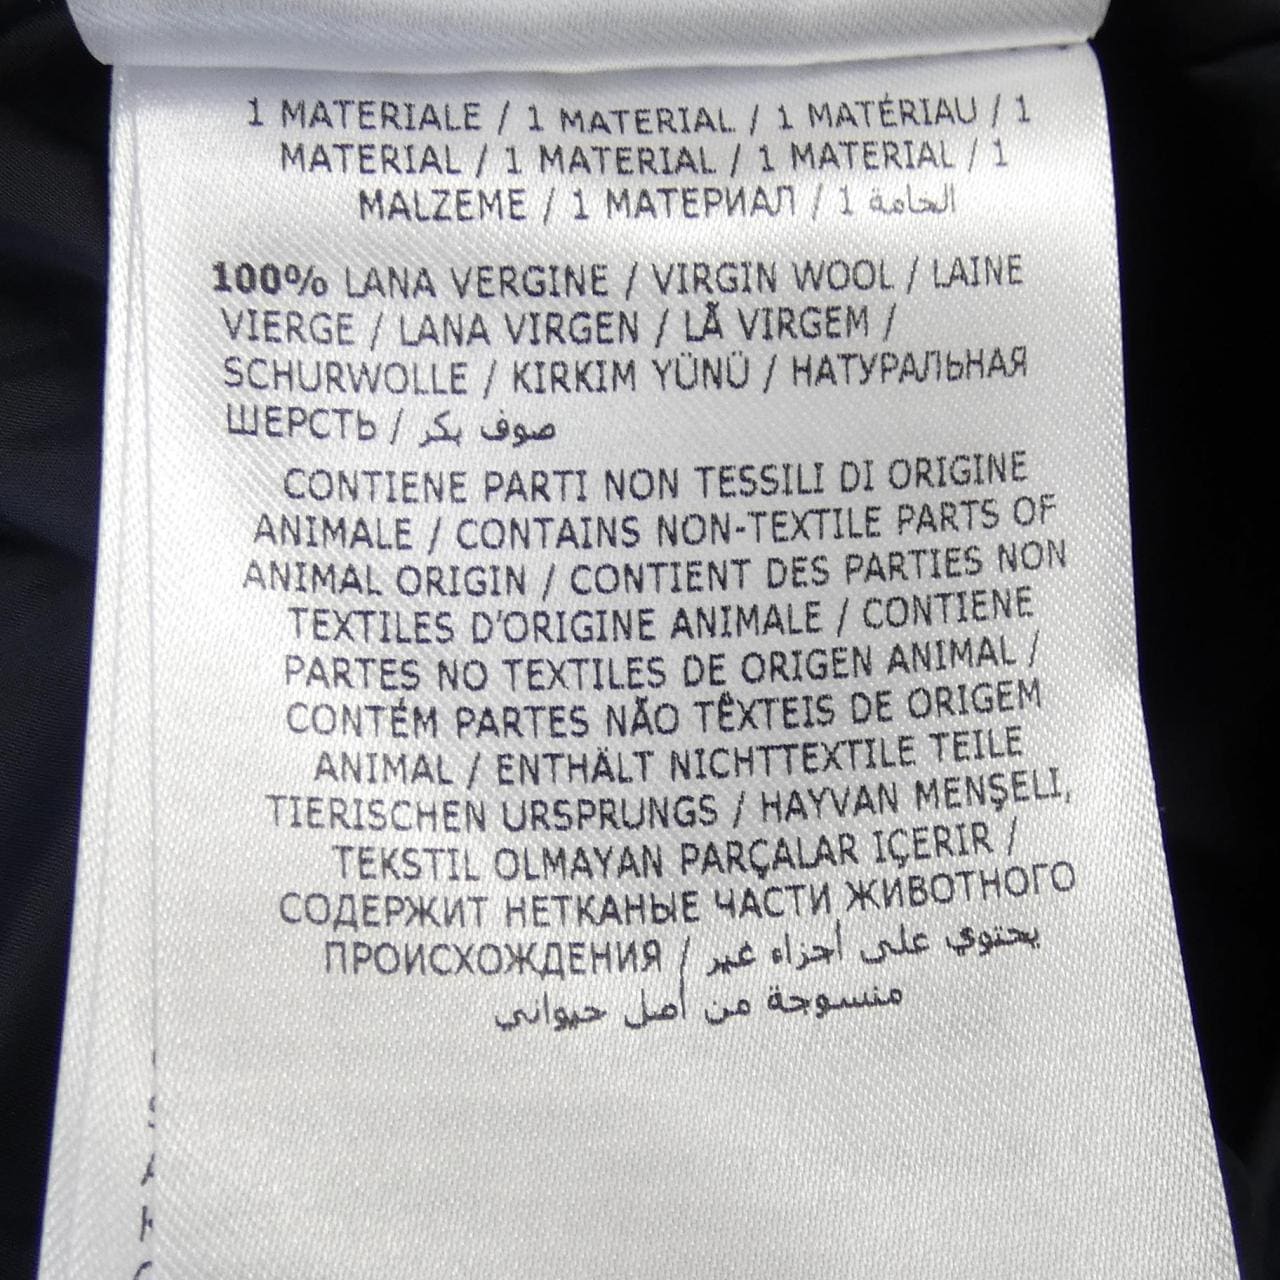 1 MATERIALE / 1 MATERIAL / 1 MATÉRIAU / 1
MATERIAL / 1 MATERIAL / 1 MATERIAL / 1
MALZEME / 1 МАТЕРИАЛ / 1 الخامة
100% LANA VERGINE / VIRGIN WOOL / LAINE
VIERGE / LANA VIRGEN / LÃ VIRGEM /
SCHURWOLLE / KIRKIM YÜNÜ / НАТУРАЛЬНАЯ
ШЕРСТЬ / صوف بكر
CONTIENE PARTI NON TESSILI DI ORIGINE
ANIMALE / CONTAINS NON-TEXTILE PARTS OF
ANIMAL ORIGIN / CONTIENT DES PARTIES NON
TEXTILES D'ORIGINE ANIMALE / CONTIENE
PARTES NO TEXTILES DE ORIGEN ANIMAL /
CONTÉM PARTES NÃO TÊXTEIS DE ORIGEM
ANIMAL / ENTHÄLT NICHTTEXTILE TEILE
TIERISCHEN URSPRUNGS / HAYVAN MENŞELI,
TEKSTIL OLMAYAN PARÇALAR IÇERIR /
СОДЕРЖИТ НЕТКАНЫЕ ЧАСТИ ЖИВОТНОГО
ПРОИСХОЖДЕНИЯ / يحتوي على أجزاء غير
منسوجة من أصل حيواني